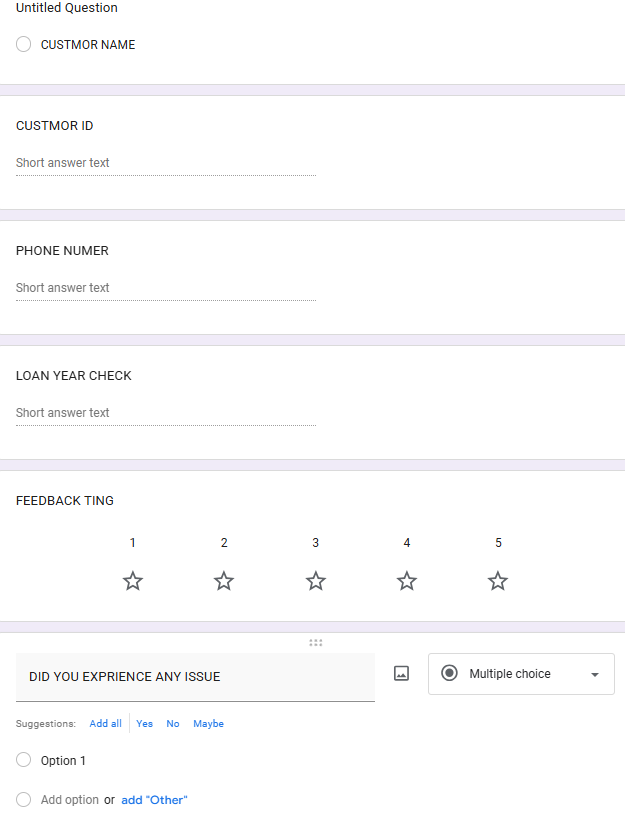 Untitled Question
CUSTMOR NAME
CUSTMOR ID
Short answer text
PHONE NUMER
Short answer text
LOAN YEAR CHECK
Short answer text
FEEDBACK TING
1 2 3 4 5
DID YOU EXPRIENCE ANY ISSUE
Multiple choice
Suggestions: Add all Yes No Maybe
Option 1
Add option or add "Other"